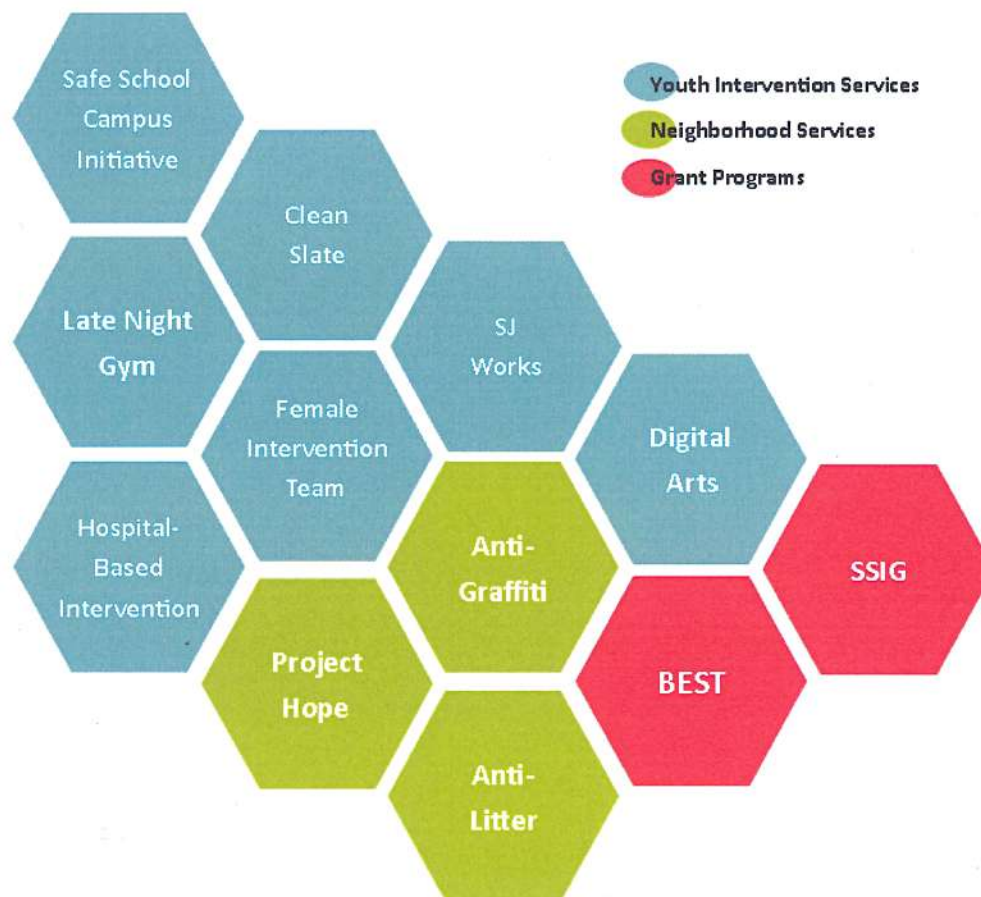 Safe School
Campus
Initiative
Youth Intervention Services
Neighborhood Services
Grant Programs
Clean
Slate
Late Night
Gym
SJ
Works
Female
Intervention
Team
Digital
Arts
Hospital-
Based
Intervention
Anti-
Graffiti
SSIG
Project
Hope
BEST
Anti-
Litter